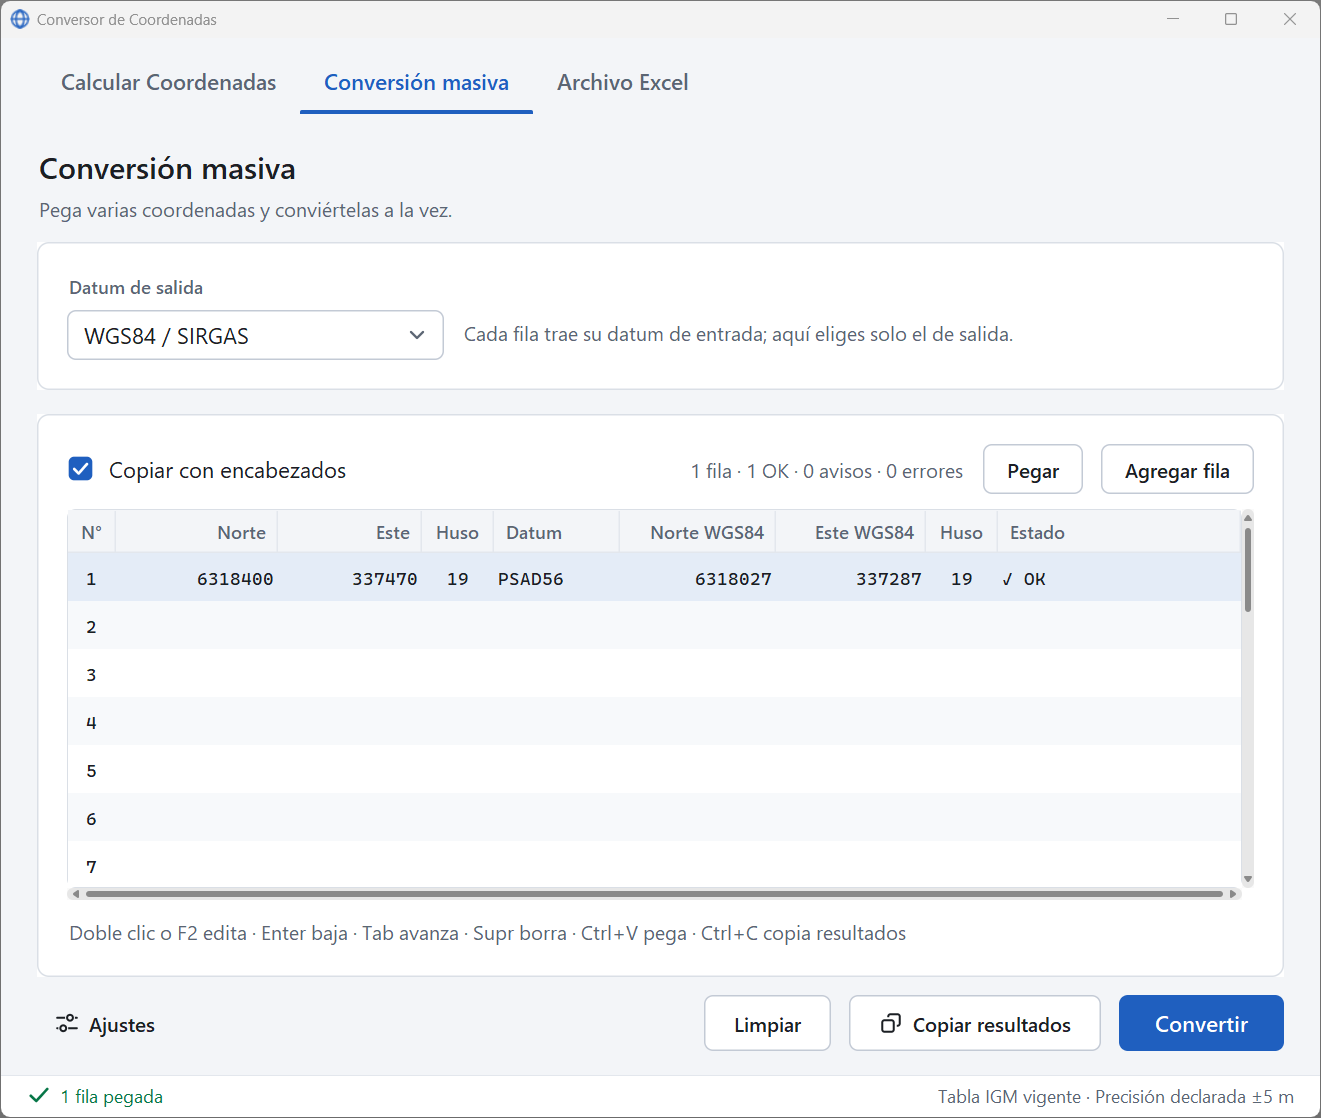 Conversor de Coordenadas
Calcular Coordenadas Conversión masiva Archivo Excel
Conversión masiva
Pega varias coordenadas y conviértelas a la vez.
Datum de salida
WGS84 / SIRGAS Cada fila trae su datum de entrada; aquí eliges solo el de salida.
Copiar con encabezados 1 fila · 1 OK · 0 avisos · 0 errores Pegar Agregar fila
N° Norte Este Huso Datum Norte WGS84 Este WGS84 Huso Estado
1 6318400 337470 19 PSAD56 6318027 337287 19 ✓ OK
2
3
4
5
6
7
Doble clic o F2 edita · Enter baja · Tab avanza · Supr borra · Ctrl+V pega · Ctrl+C copia resultados
Ajustes Limpiar Copiar resultados Convertir
1 fila pegada Tabla IGM vigente · Precisión declarada ±5 m